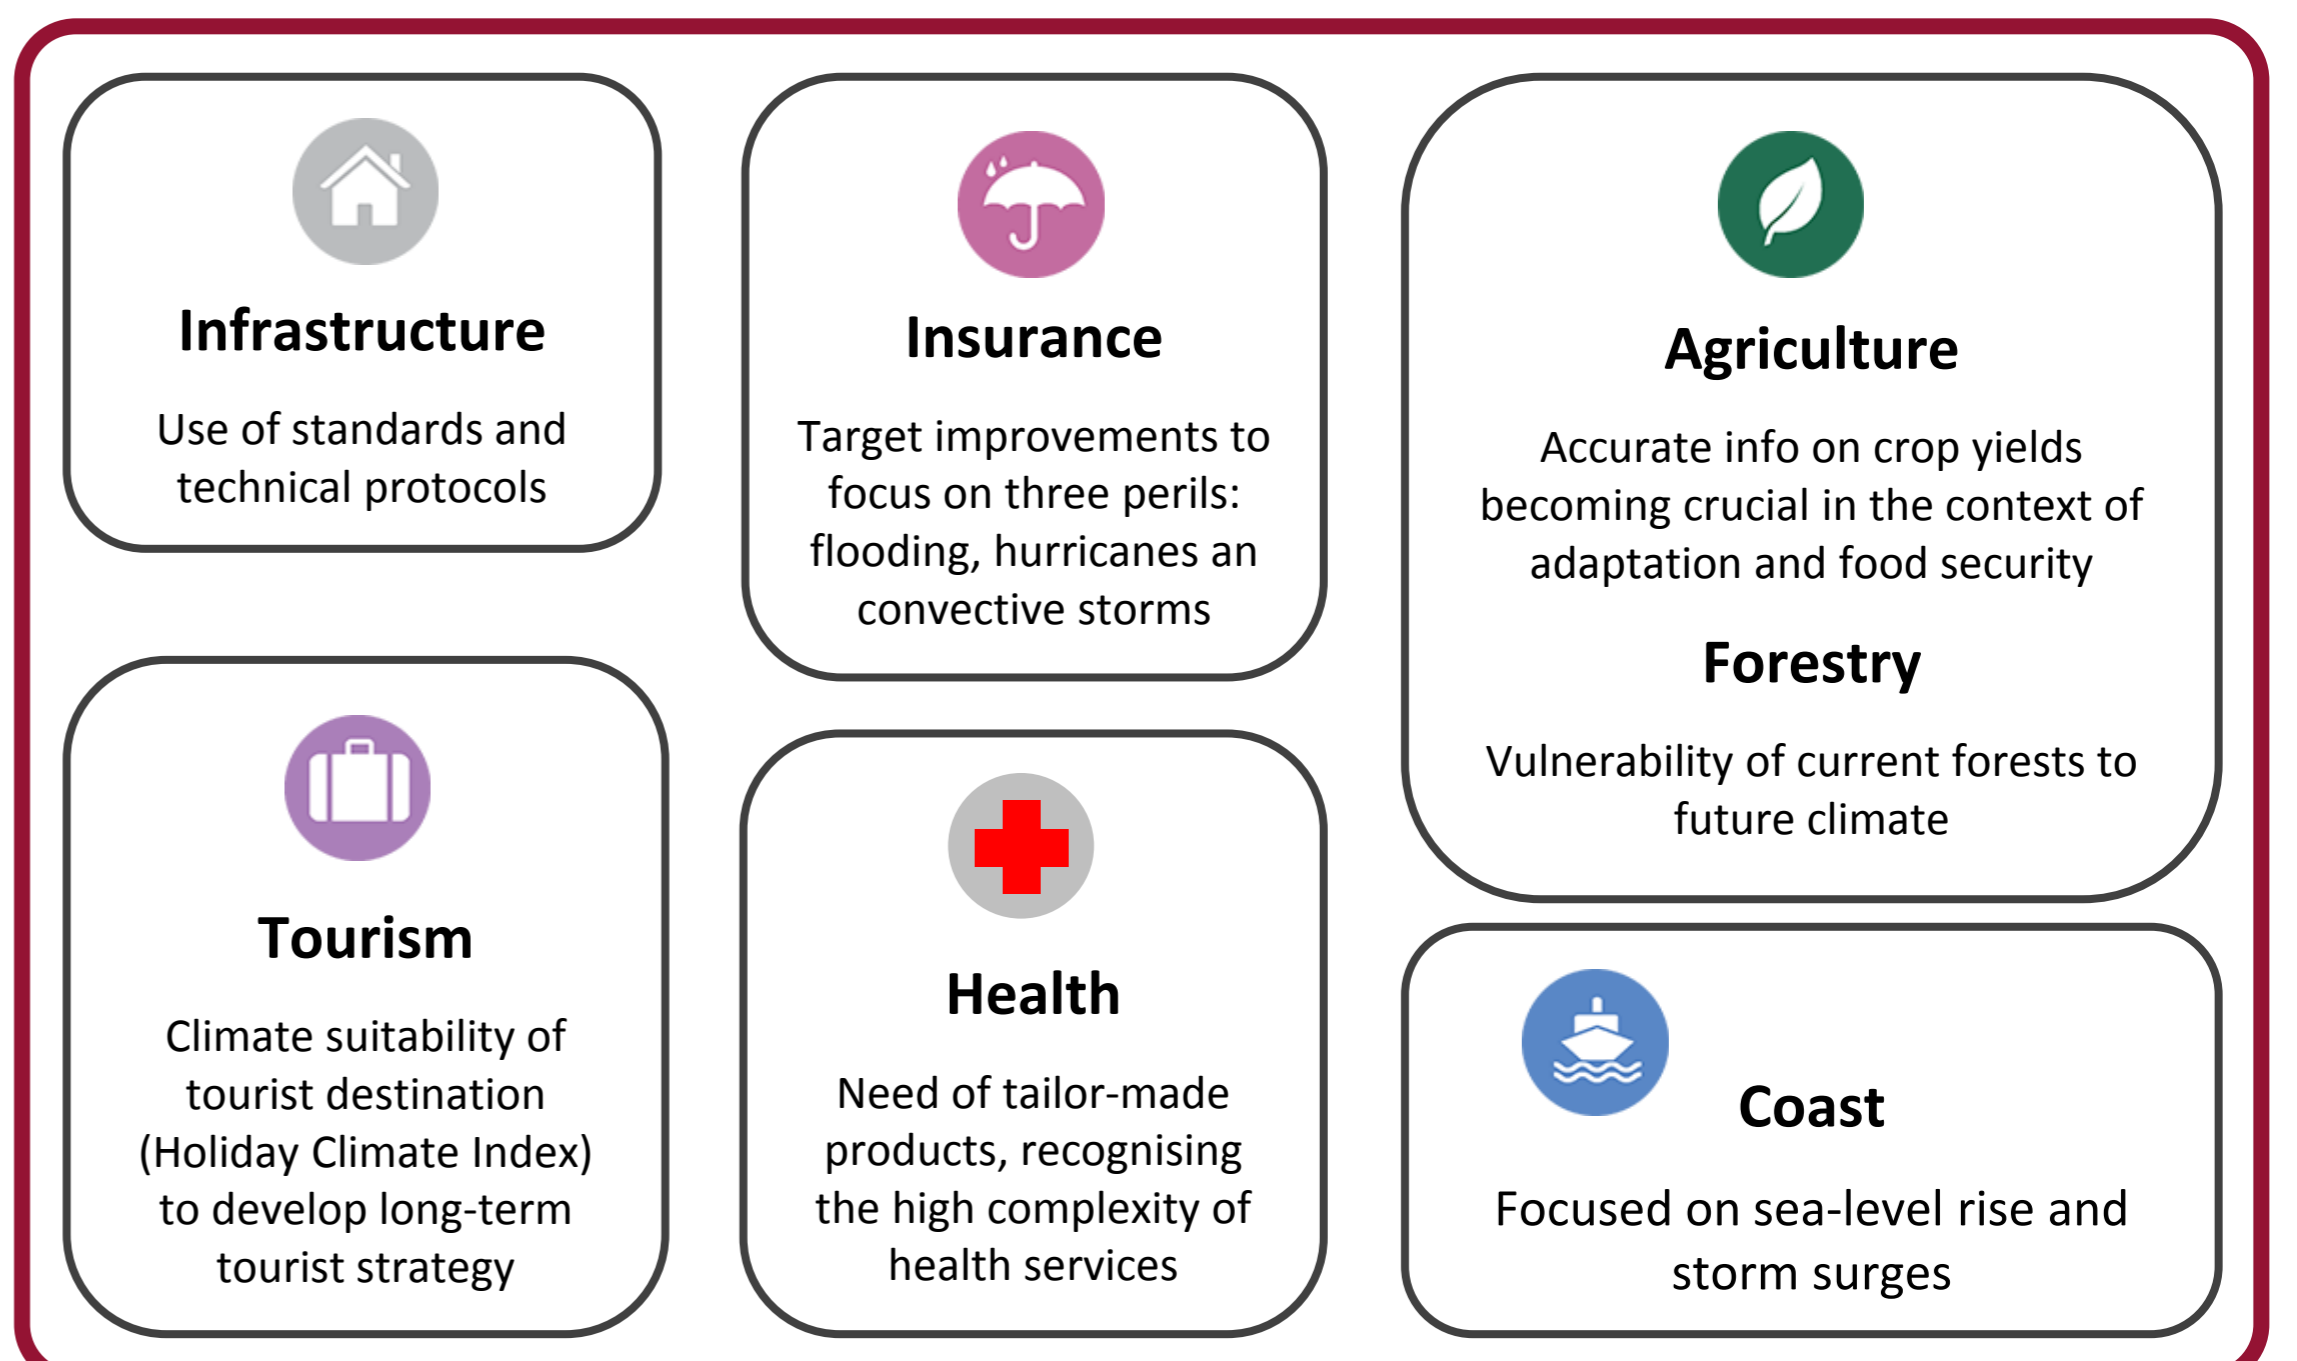 Infrastructure
Use of standards and
technical protocols
Insurance
Target improvements to
focus on three perils:
flooding, hurricanes an
convective storms
Agriculture
Accurate info on crop yields
becoming crucial in the context of
adaptation and food security
Forestry
Vulnerability of current forests to
future climate
Tourism
Climate suitability of
tourist destination
(Holiday Climate Index)
to develop long-term
tourist strategy
Health
Need of tailor-made
products, recognising
the high complexity of
health services
Coast
Focused on sea-level rise and
storm surges